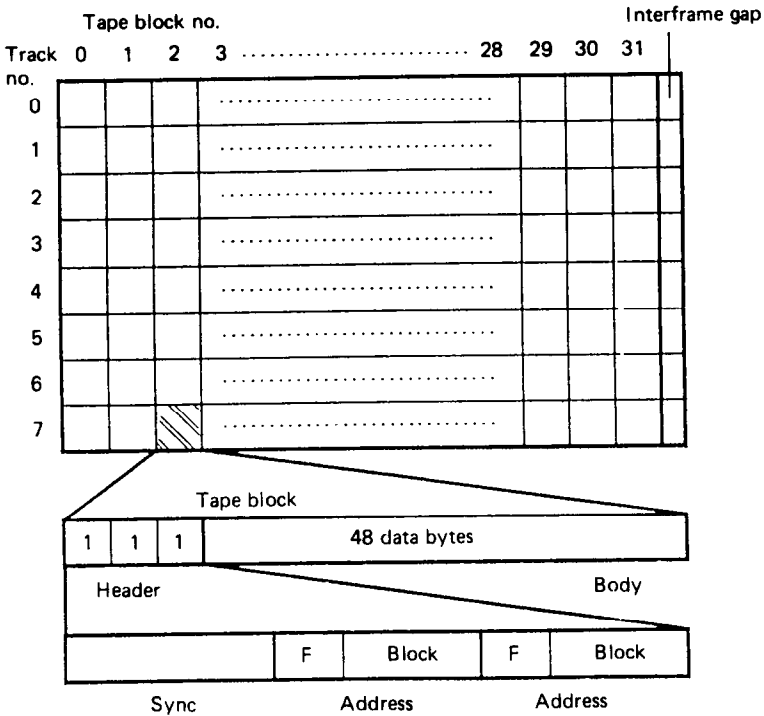 Tape block no.
Interframe gap
Track no.
0 1 2 3 ........................... 28 29 30 31
0 ...........................
1 ...........................
2 ...........................
3 ...........................
4 ...........................
5 ...........................
6 ...........................
7 ...........................
Tape block
1 1 1 48 data bytes
Header Body
F Block F Block
Sync Address Address